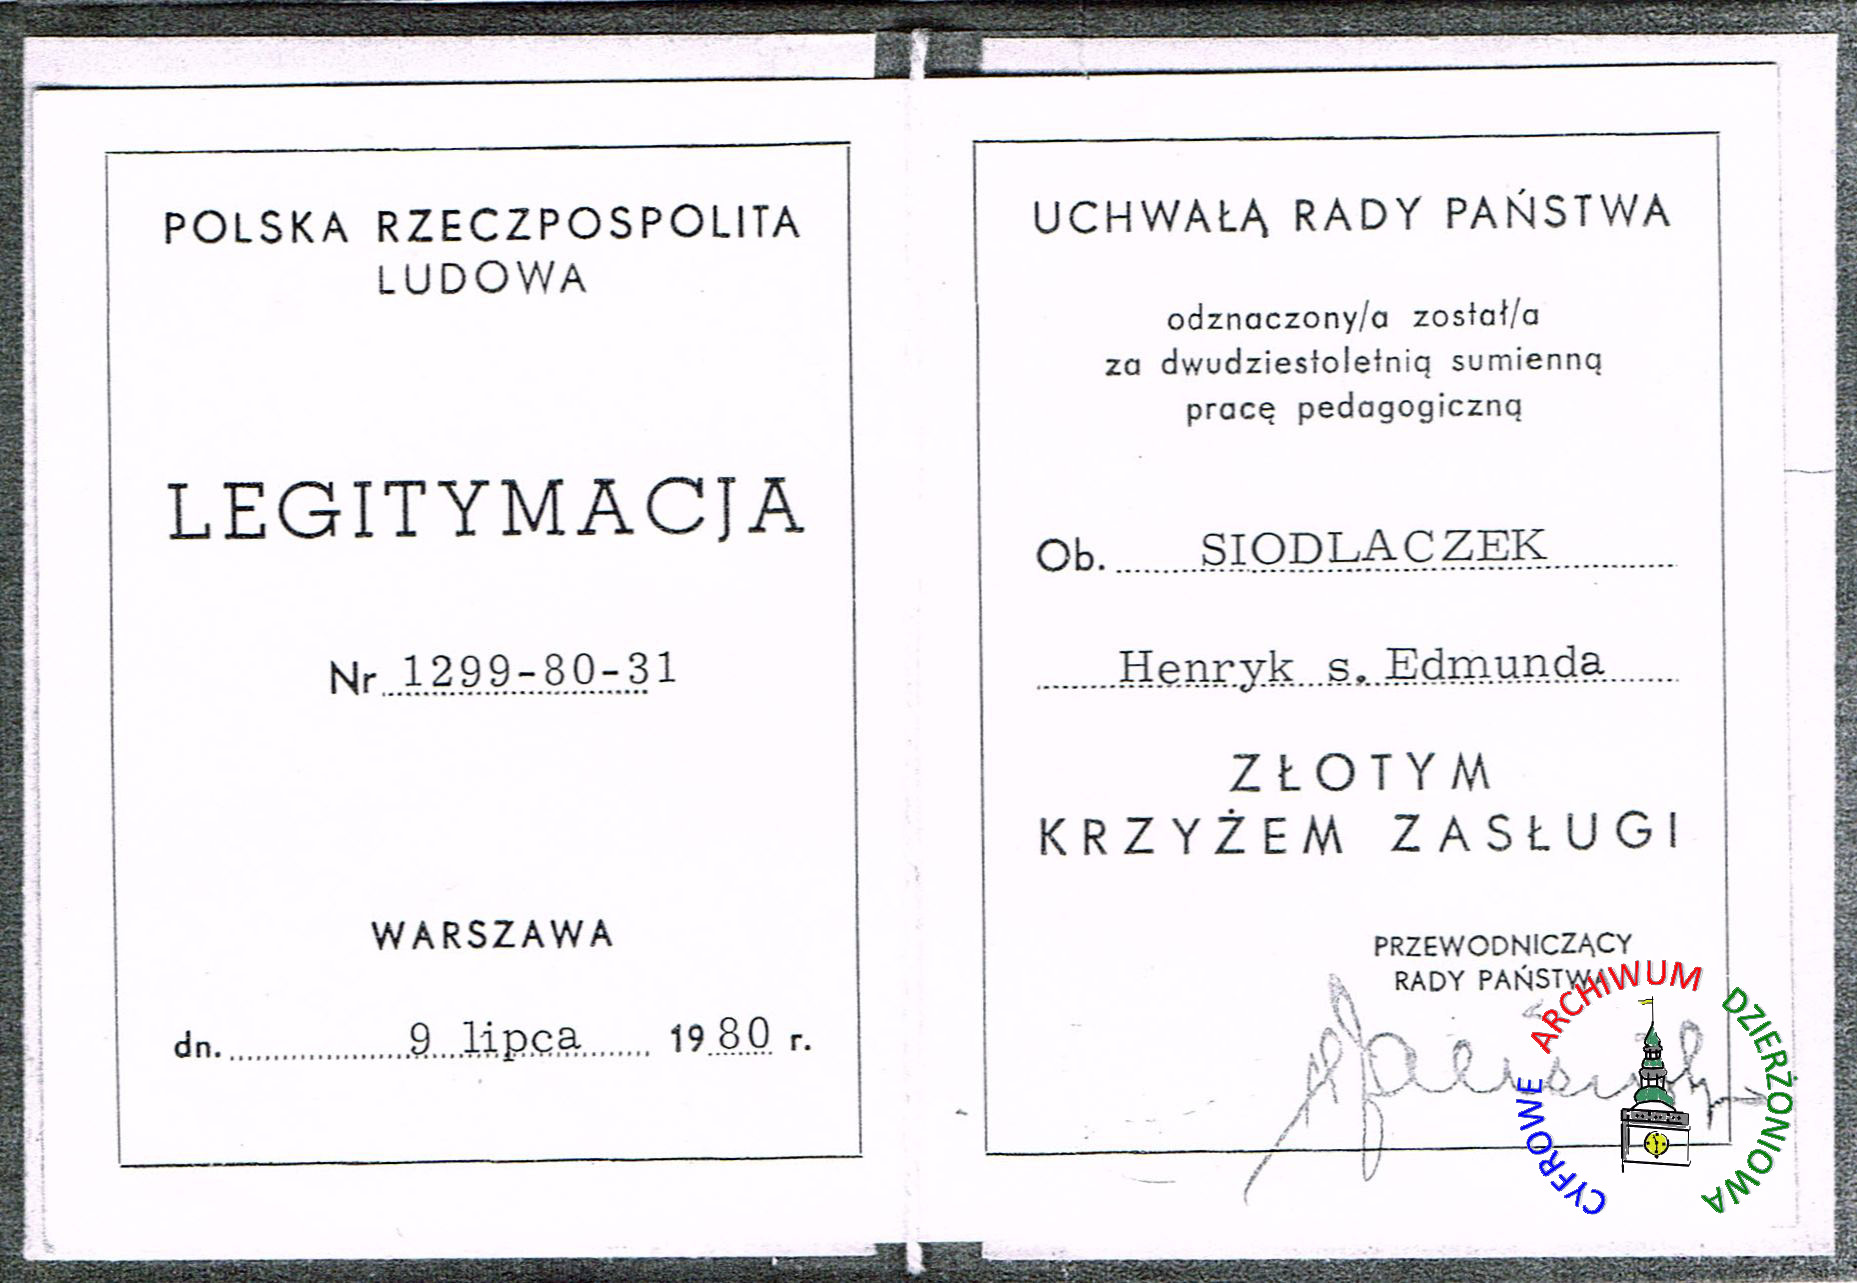 POLSKA RZECZPOSPOLITA
LUDOWA
LEGITYMACJA
Nr 1299-80-31
WARSZAWA
dn. 9 lipca 1980 r.
UCHWAŁĄ RADY PAŃSTWA
odznaczony/a został/a
za dwudziestoletnią sumienną
pracę pedagogiczną
Ob. SIODLACZEK
Henryk s. Edmunda
ZŁOTYM
KRZYŻEM ZASŁUGI
PRZEWODNICZĄCY
RADY PAŃSTWA
CYFROWE ARCHIWUM DZIERŻONIOWA